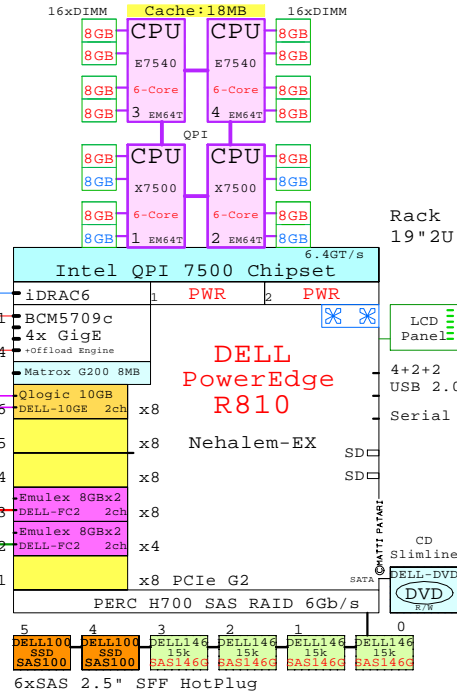 16xDIMM Cache:18MB 16xDIMM
8GB CPU CPU 8GB
8GB 8GB
E7540 E7540
8GB 6-Core 6-Core 8GB
8GB 3 EM64T 4 EM64T 8GB
QPI
8GB CPU CPU 8GB
8GB X7500 X7500 8GB
8GB 6-Core 6-Core 8GB
8GB 1 EM64T 2 EM64T 8GB
Rack
19"2U
6.4GT/s
Intel QPI 7500 Chipset
iDRAC6 1 PWR 2 PWR
BCM5709c
4x GigE
+Offload Engine
LCD
Panel
Matrox G200 8MB
DELL
PowerEdge
R810
4+2+2
USB 2.0
Qlogic 10GB
DELL-10GE 2ch x8
Serial
Nehalem-EX
5 x8
SD
4 x8
SD
Emulex 8GBx2
DELL-FC2 2ch x8
Emulex 8GBx2
DELL-FC2 2ch x4
©MATTI PATARI
CD
Slimline
1 x8 PCIe G2
SATA
DELL-DVD
DVD
R/W
PERC H700 SAS RAID 6Gb/s
5 4 3 2 1 0
DELL100 DELL100 DELL146 DELL146 DELL146 DELL146
SSD SSD 15k 15k 15k 15k
SAS100 SAS100 SAS146G SAS146G SAS146G SAS146G
6xSAS 2.5" SFF HotPlug